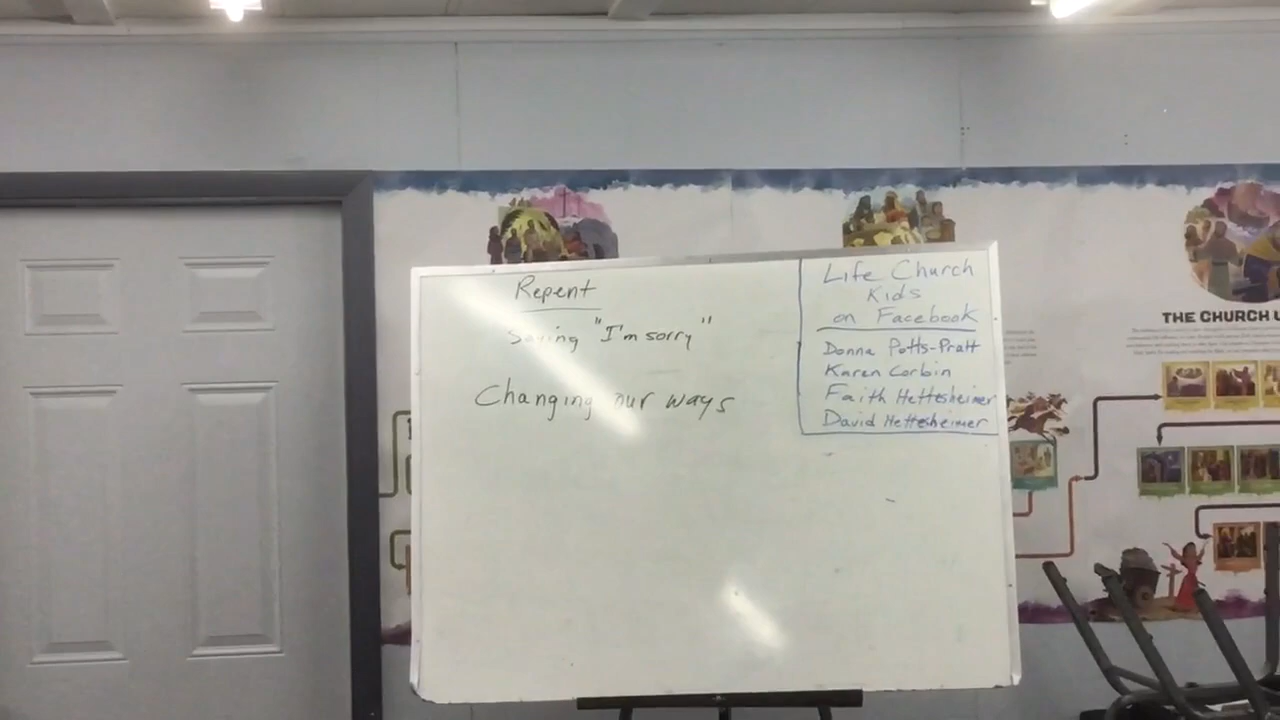 Repent
Saying "I'm sorry"
Changing our ways
Life Church
Kids
on Facebook
Donna Potts-Pratt
Karen Corbin
Faith Hettesheimer
David Hettesheimer
THE CHURCH U